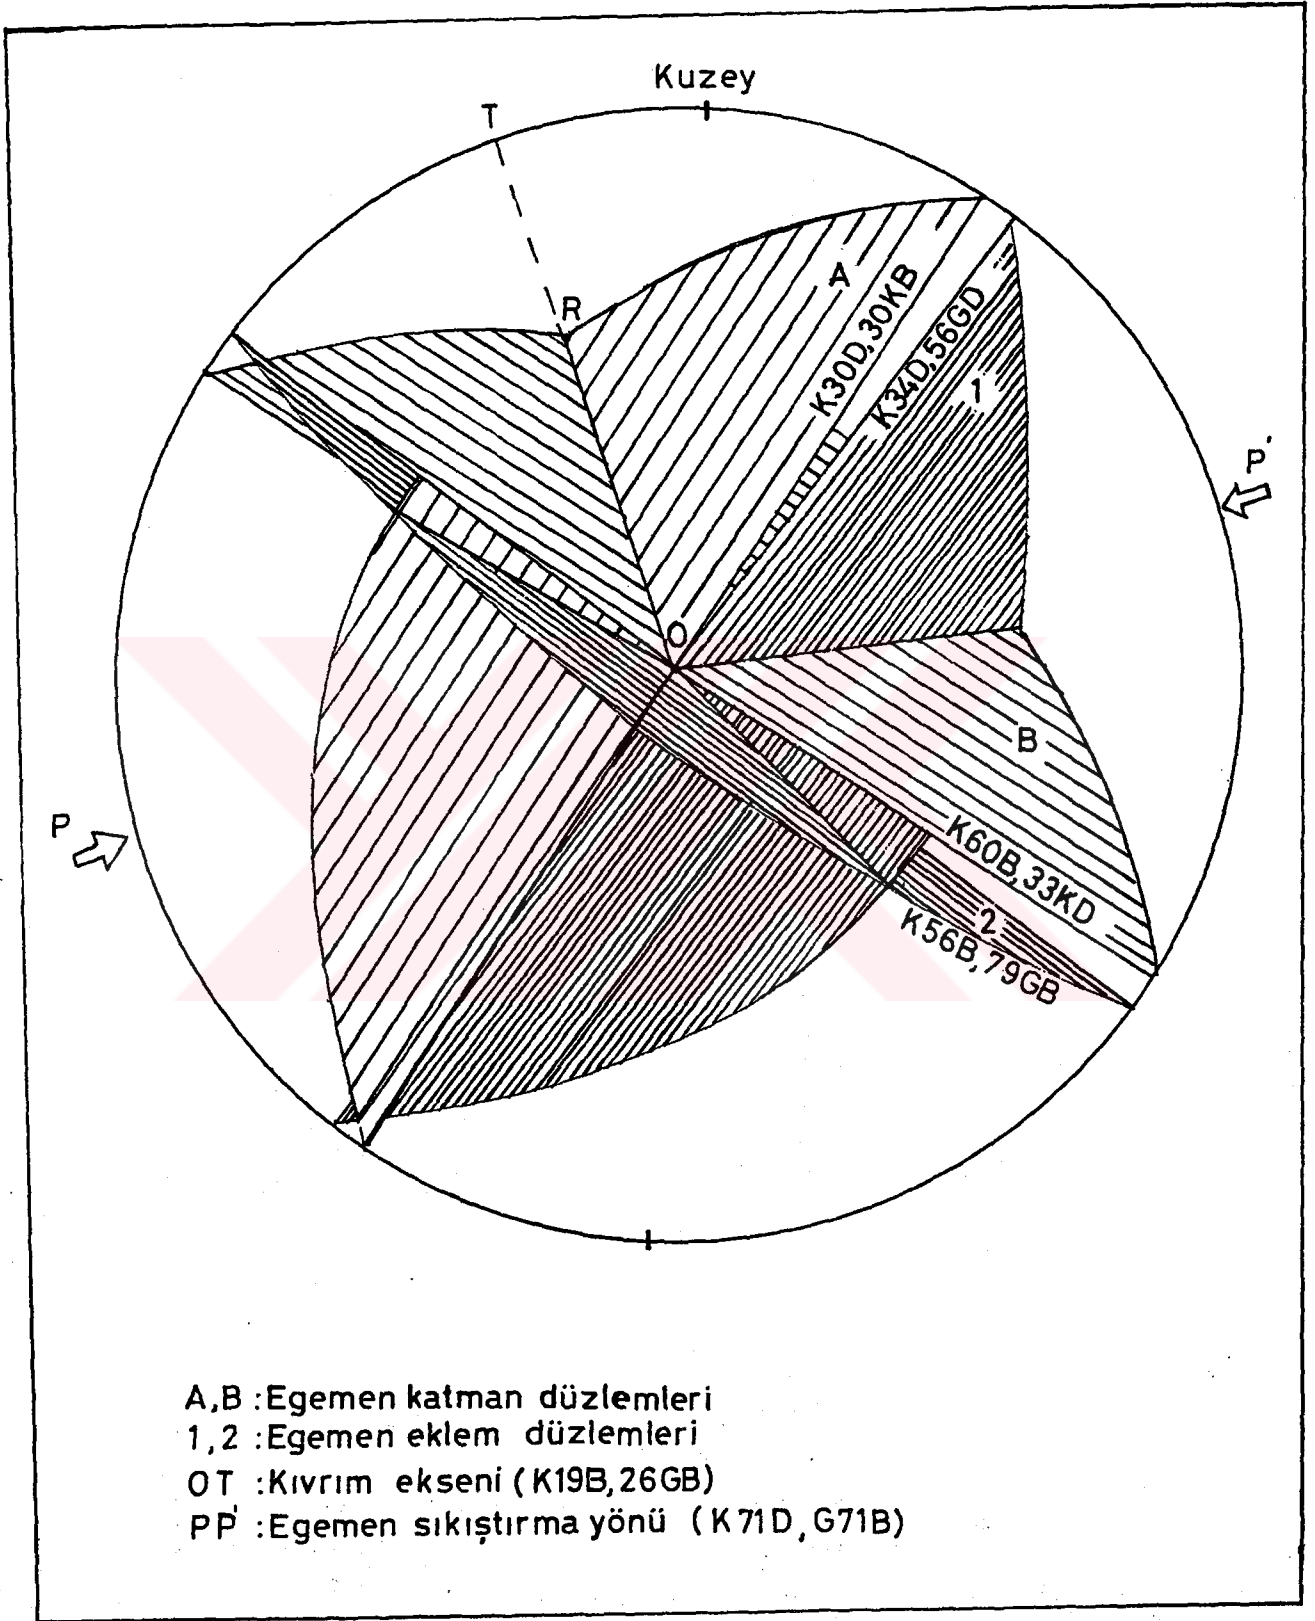 Kuzey
T
R
A
K30D,30KB
K34D,56GD
1
P'
O
B
P
K60B,33KD
2
K56B,79GB
A,B :Egemen katman düzlemleri
1,2 :Egemen eklem düzlemleri
OT :Kıvrım ekseni (K19B,26GB)
PP' :Egemen sıkıştırma yönü (K71D,G71B)